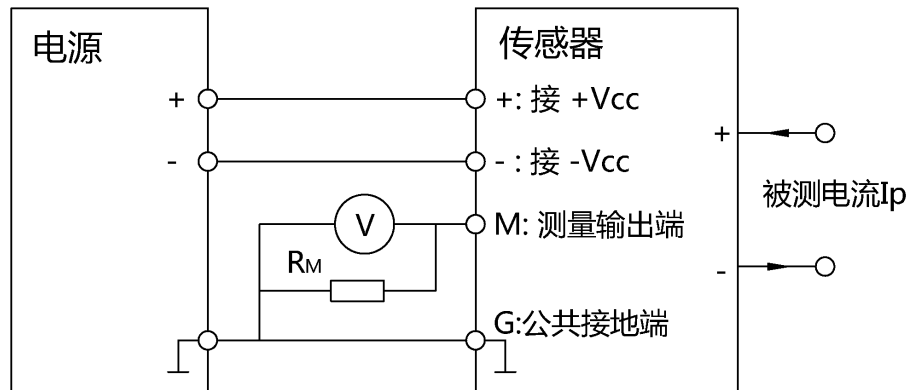 电源
传感器
+
+: 接 +Vcc
+
-
- : 接 -Vcc
被测电流Ip
V
M: 测量输出端
RM
-
G:公共接地端